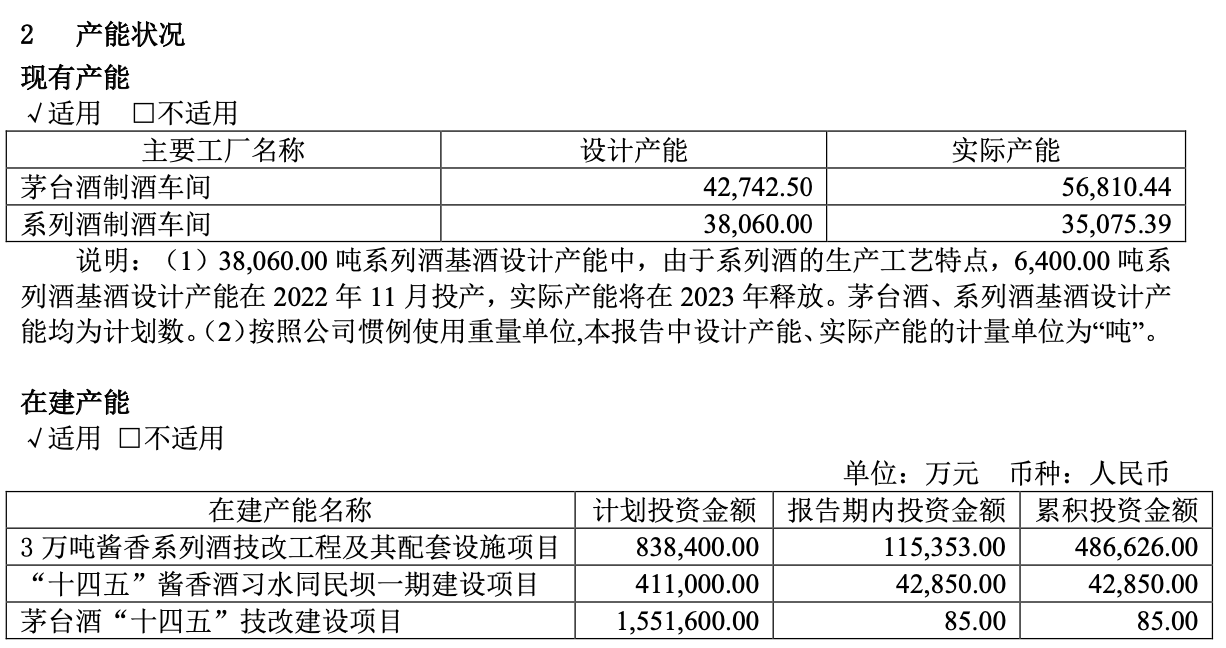 2 产能状况
现有产能
√适用 □不适用
主要工厂名称 设计产能 实际产能
茅台酒制酒车间 42,742.50 56,810.44
系列酒制酒车间 38,060.00 35,075.39
说明：（1）38,060.00 吨系列酒基酒设计产能中，由于系列酒的生产工艺特点，6,400.00 吨系
列酒基酒设计产能在 2022 年 11 月投产，实际产能将在 2023 年释放。茅台酒、系列酒基酒设计产
能均为计划数。（2）按照公司惯例使用重量单位,本报告中设计产能、实际产能的计量单位为“吨”。
在建产能
√适用 □不适用
单位：万元 币种：人民币
在建产能名称 计划投资金额 报告期内投资金额 累积投资金额
3 万吨酱香系列酒技改工程及其配套设施项目 838,400.00 115,353.00 486,626.00
“十四五”酱香酒习水同民坝一期建设项目 411,000.00 42,850.00 42,850.00
茅台酒“十四五”技改建设项目 1,551,600.00 85.00 85.00